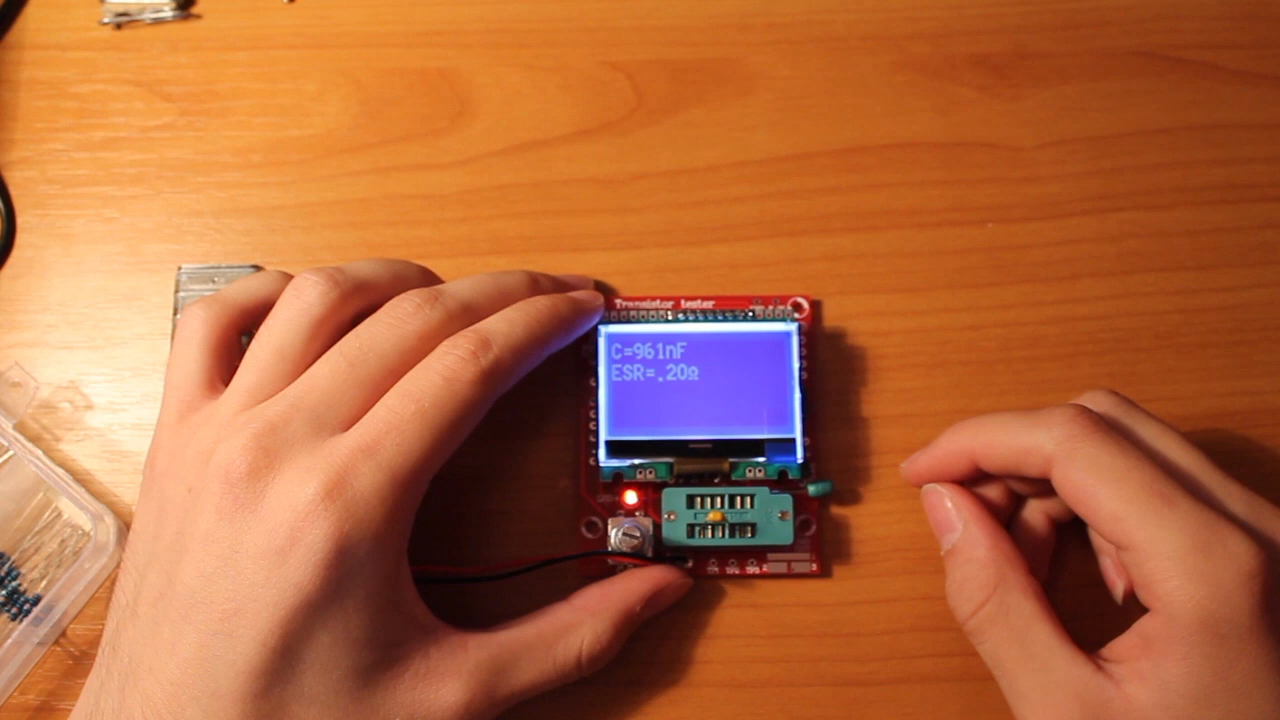 Transistor tester
C=961nF
ESR=.20Ω